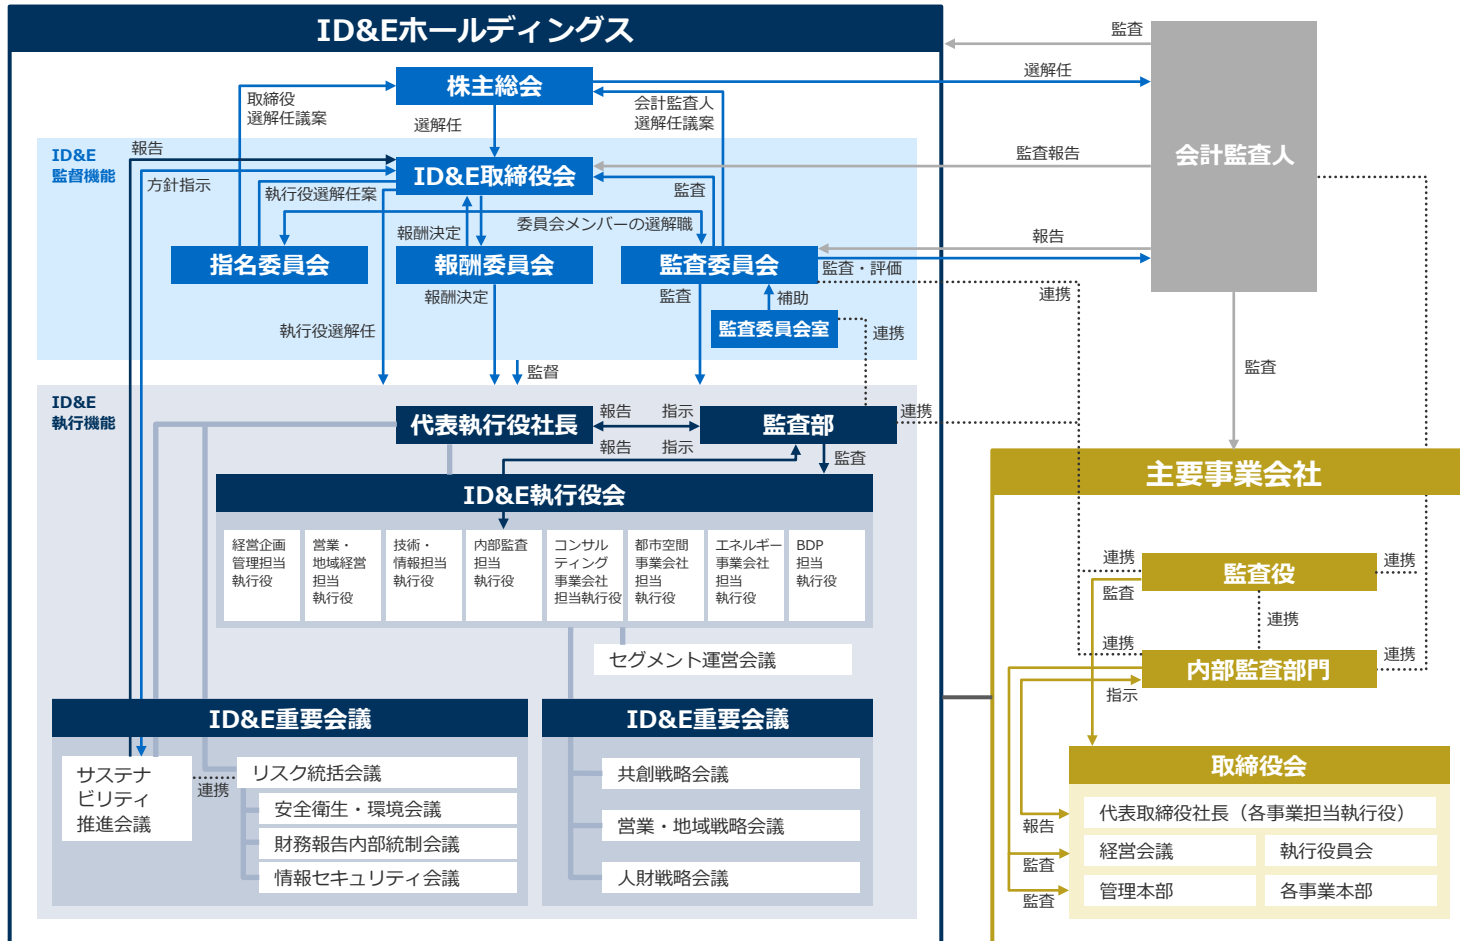 ID&Eホールディングス
監査
選解任
株主総会
取締役
選解任議案
会計監査人
選解任議案
選解任
会計監査人
ID&E
監督機能
報告
方針指示
ID&E取締役会
監査報告
執行役選解任案
監査
委員会メンバーの選解職
報酬決定
報告
指名委員会
報酬委員会
監査委員会
監査・評価
報酬決定
監査
補助
連携
執行役選解任
監査委員会室
連携
監督
監査
ID&E
執行機能
代表執行役社長
報告
指示
監査部
連携
報告
指示
監査
ID&E執行役会
経営企画
管理担当
執行役
営業・
地域経営
担当
執行役
技術・
情報担当
執行役
内部監査
担当
執行役
コンサル
ティング
事業会社
担当執行役
都市空間
事業会社
担当
執行役
エネルギー
事業会社
担当
執行役
BDP
担当
執行役
セグメント運営会議
ID&E重要会議
サステナ
ビリティ
推進会議
連携
リスク統括会議
安全衛生・環境会議
財務報告内部統制会議
情報セキュリティ会議
ID&E重要会議
共創戦略会議
営業・地域戦略会議
人財戦略会議
主要事業会社
連携
監査役
連携
監査
連携
連携
内部監査部門
連携
指示
取締役会
代表取締役社長（各事業担当執行役）
報告
経営会議
執行役員会
監査
管理本部
各事業本部
監査